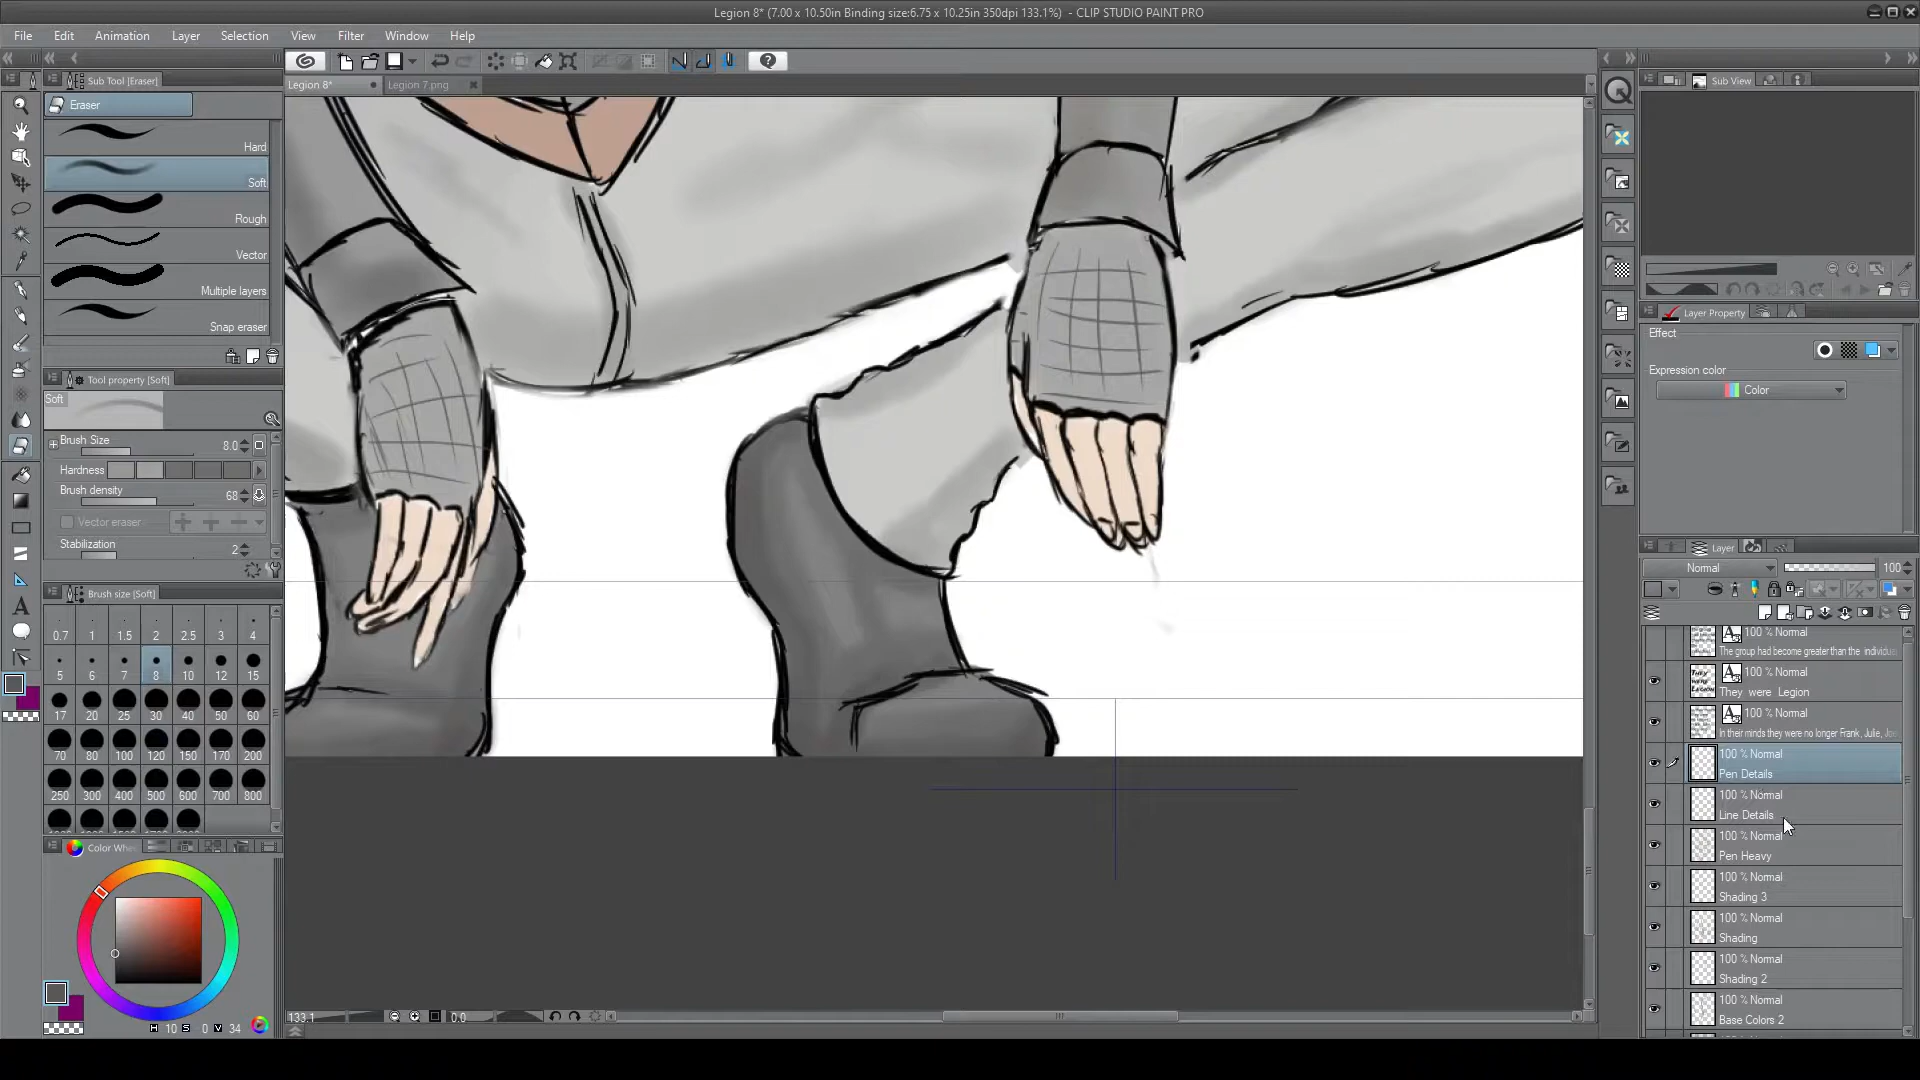 Legion 8* (7.00 x 10.50in Binding size:6.75 x 10.25in 350dpi 133.1%)  - CLIP STUDIO PAINT PRO
File Edit Animation Layer Selection View Filter Window Help
Sub Tool [Eraser]
Eraser
Hard
Soft
Rough
Vector
Multiple layers
Snap eraser
Tool property [Soft]
Soft
Brush Size 8.0
Hardness
Brush density 68
Vector eraser
Stabilization 2
Brush size [Soft]
0.7 1 1.5 2 2.5 3 4
5 6 7 8 10 12 15
17 20 25 30 40 50 60
70 80 100 120 150 170 200
250 300 400 500 600 700 800
Color Whe
H 10 S 0 V 34
Legion 8* Legion 7.png
133.1 0.0
Sub View
Layer Property
Effect
Expression color
Color
Layer
Normal 100
100 % Normal
The group had become greater than the individua
100 % Normal
They were Legion
100 % Normal
In their minds they were no longer Frank, Julie, Joe
100 % Normal
Pen Details
100 % Normal
Line Details
100 % Normal
Pen Heavy
100 % Normal
Shading 3
100 % Normal
Shading
100 % Normal
Shading 2
100 % Normal
Base Colors 2